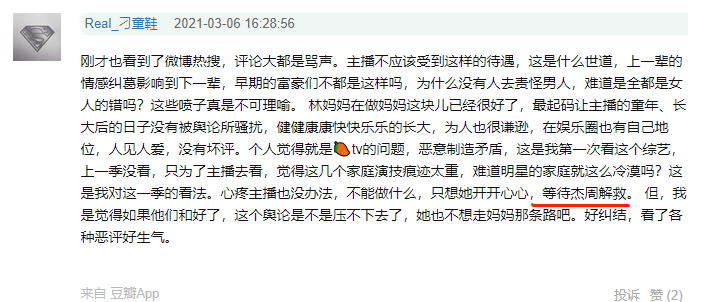 Real_刁童鞋 2021-03-06 16:28:56
刚才也看到了微博热搜，评论大都是骂声。主播不应该受到这样的待遇，这是什么世道，上一辈的
情感纠葛影响到下一辈，早期的富豪们不都是这样吗，为什么没有人去责怪男人，难道是全都是女
人的错吗？这些喷子真是不可理喻。 林妈妈在做妈妈这块儿已经很好了，最起码让主播的童年、长
大后的日子没有被舆论所骚扰，健健康康快快乐乐的长大，为人也很谦逊，在娱乐圈也有自己地
位，人见人爱，没有坏评。个人觉得就是🥭tv的问题，恶意制造矛盾，这是我第一次看这个综艺，
上一季没看，只为了主播去看，觉得这几个家庭演技痕迹太重，难道明星的家庭就这么冷漠吗？这
是我对这一季的看法。心疼主播也没办法，不能做什么，只想她开开心心，等待杰周解救。 但，我
是觉得如果他们和好了，这个舆论是不是压不下去了，她也不想走妈妈那条路吧。好纠结，看了各
种恶评好生气。
来自 豆瓣App 投诉 赞 (2)